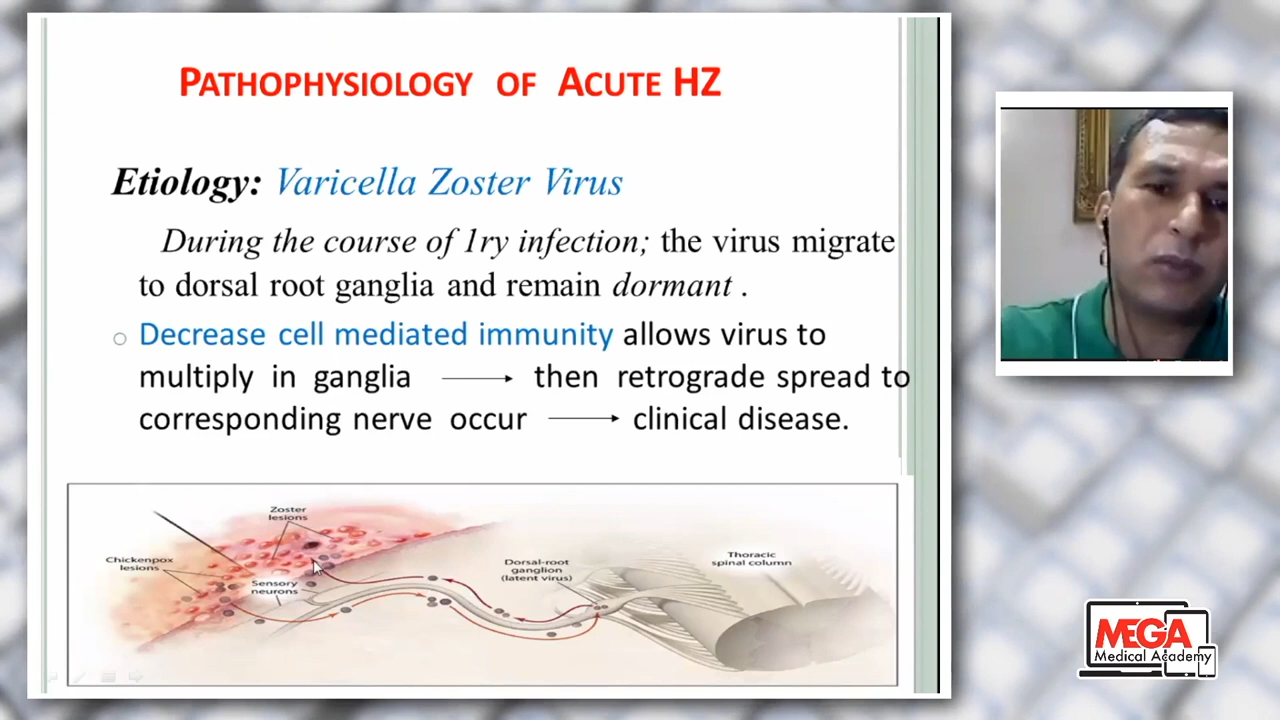 PATHOPHYSIOLOGY OF ACUTE HZ
Etiology: Varicella Zoster Virus
During the course of 1ry infection; the virus migrate
to dorsal root ganglia and remain dormant .
Decrease cell mediated immunity allows virus to
multiply in ganglia → then retrograde spread to
corresponding nerve occur → clinical disease.
Zoster
lesions
Chickenpox
lesions
Sensory
neurons
Dorsal-root
ganglion
(latent virus)
Thoracic
spinal column
MEGA
Medical Academy